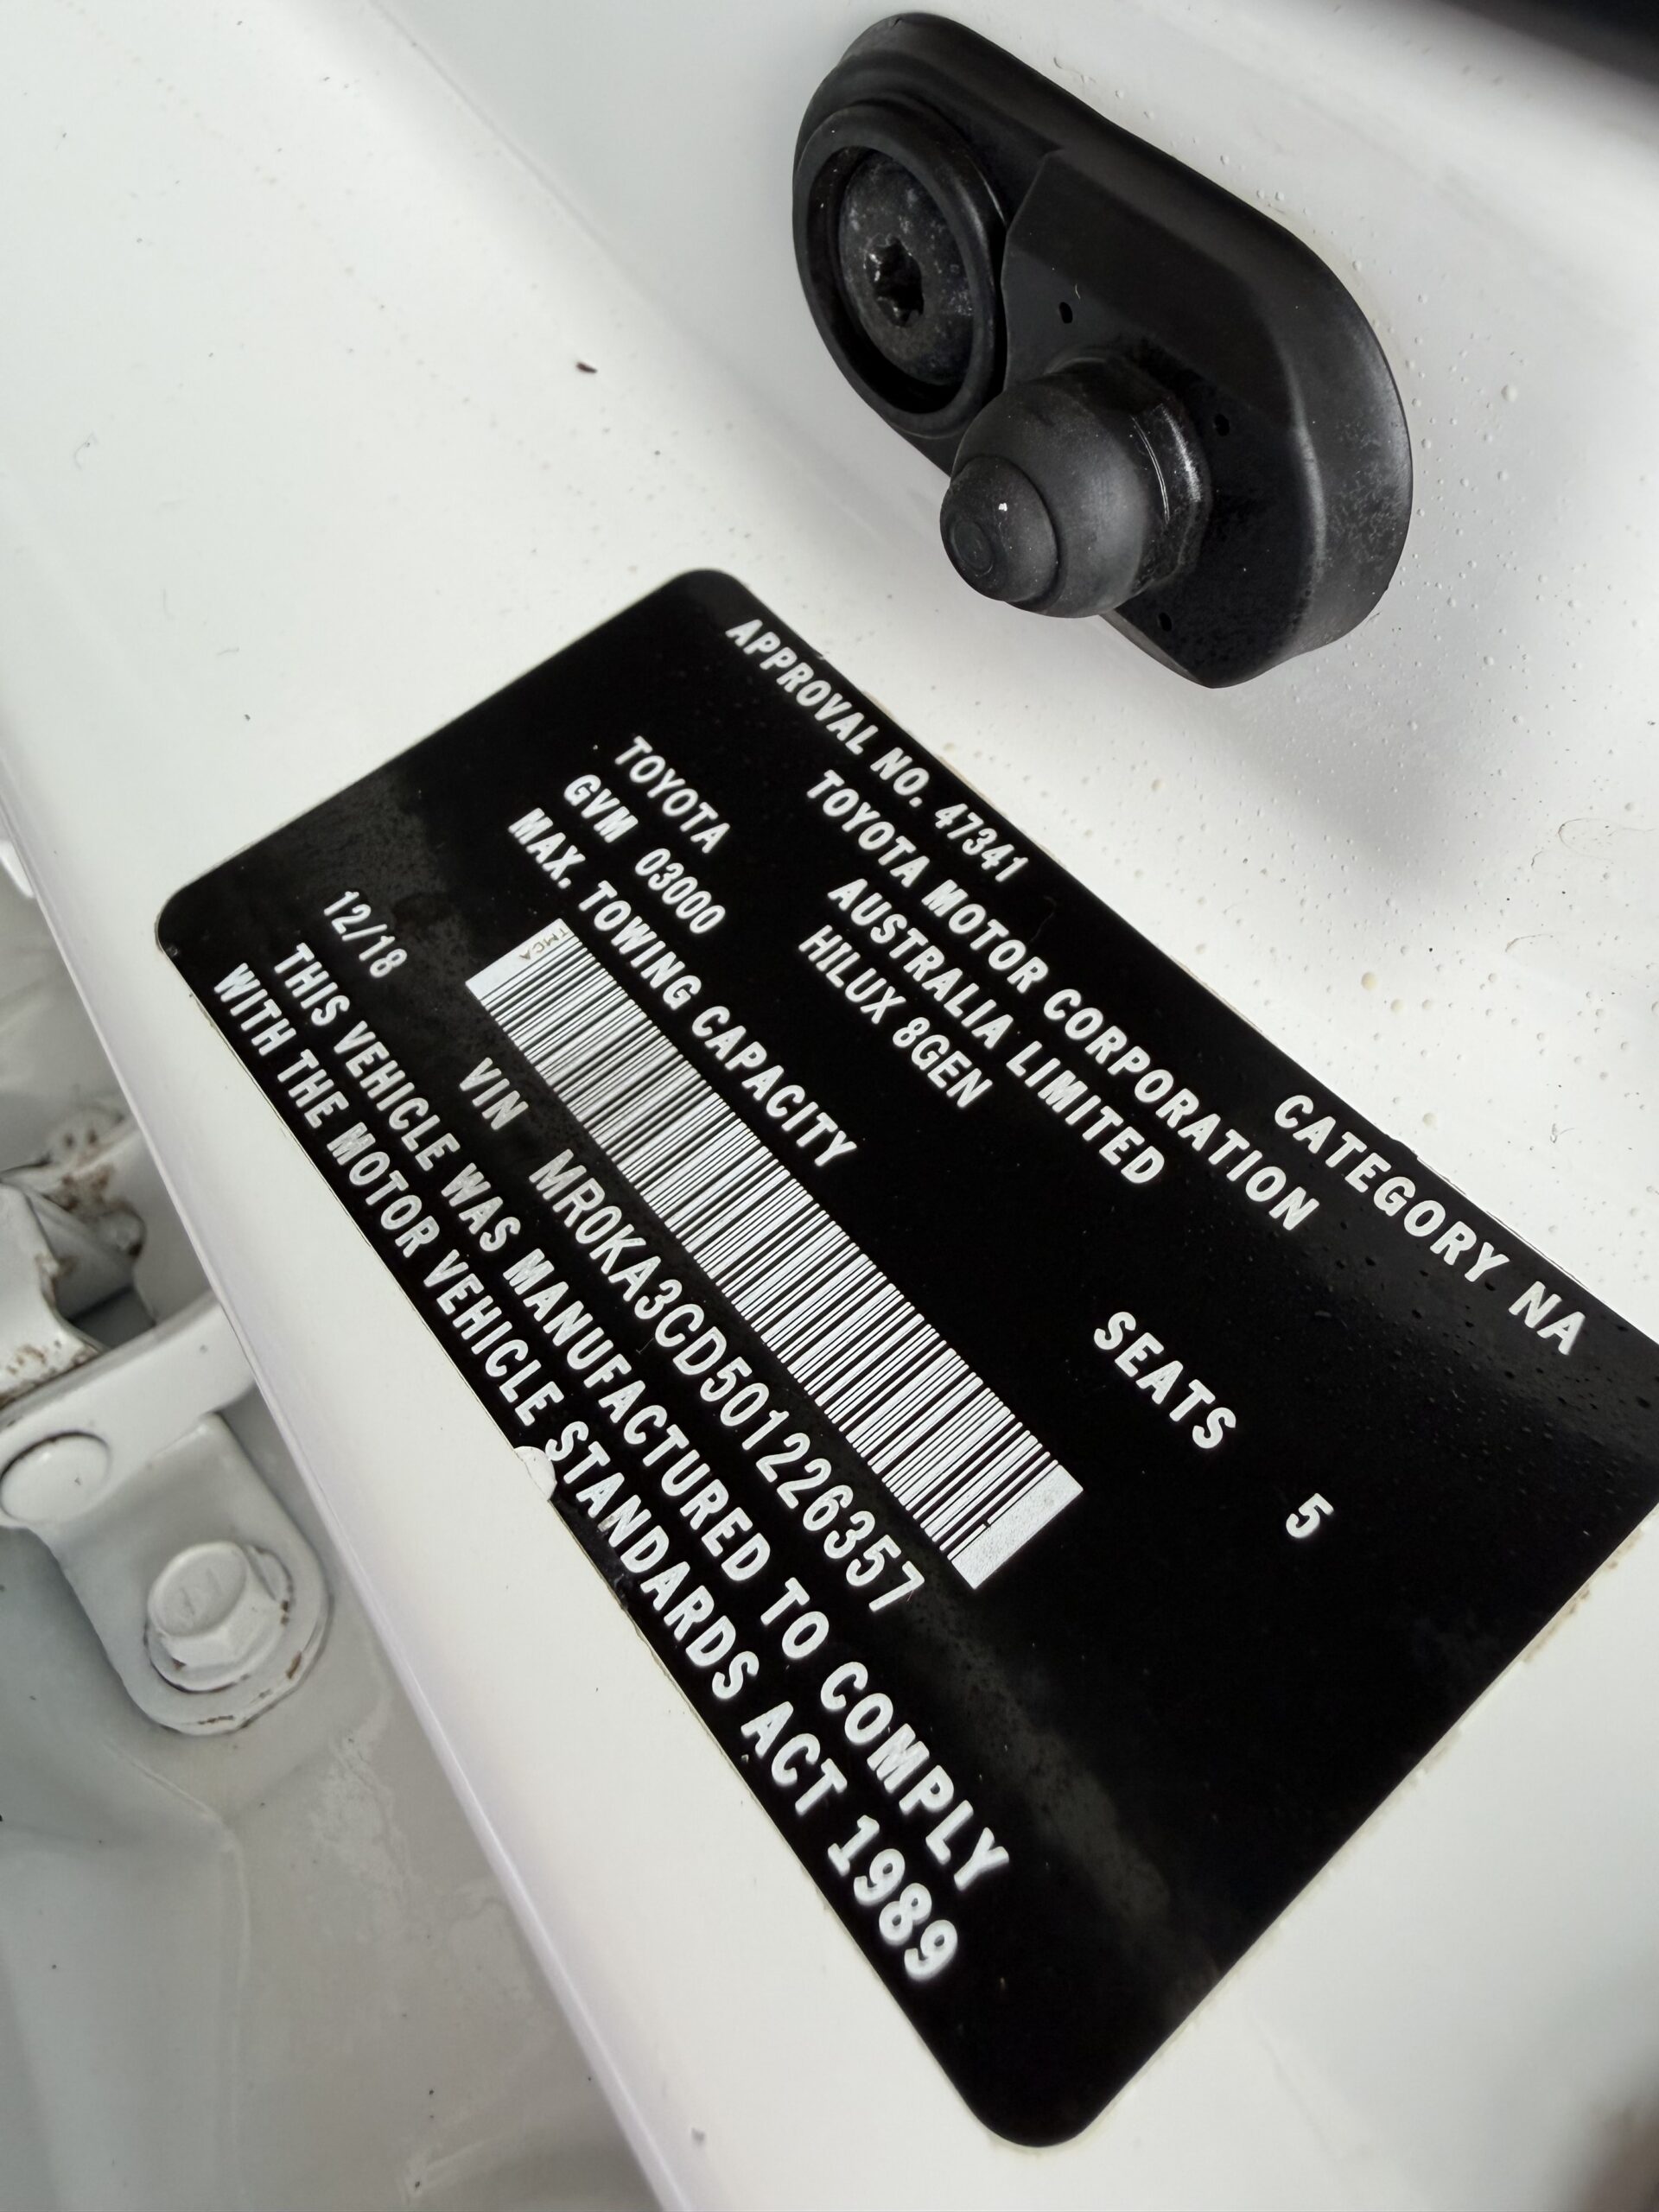 APPROVAL NO. 47341 CATEGORY NA
TOYOTA MOTOR CORPORATION
AUSTRALIA LIMITED
TOYOTA HILUX 8GEN
GVM 03000 SEATS 5
MAX. TOWING CAPACITY
TMCA
VIN MR0KA3CD501226357
12/18
THIS VEHICLE WAS MANUFACTURED TO COMPLY
WITH THE MOTOR VEHICLE STANDARDS ACT 1989